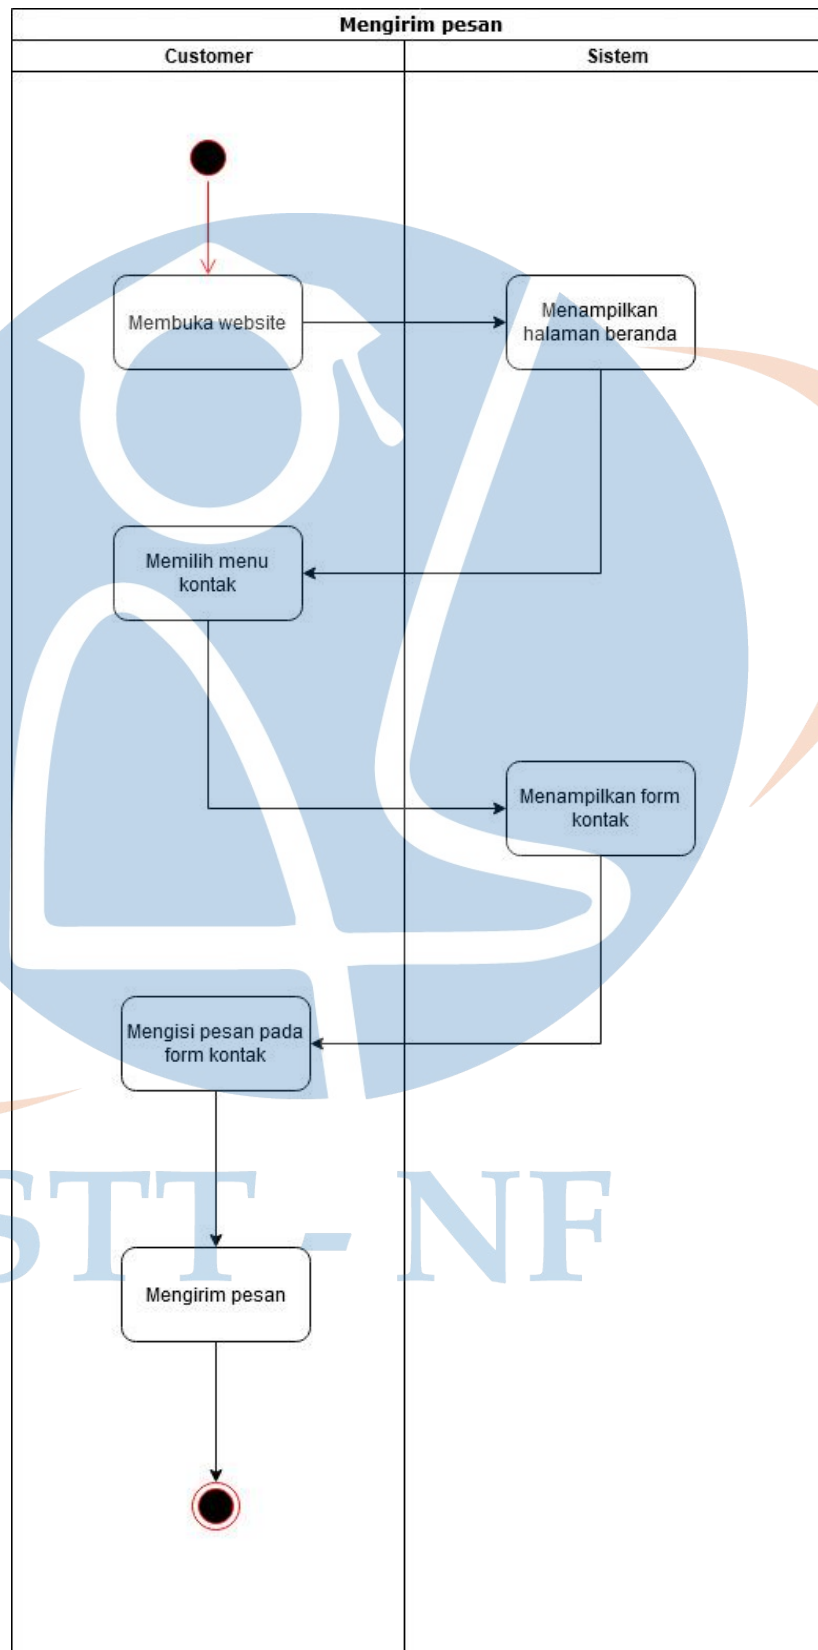 Mengirim pesan
Customer
Sistem
Membuka website
Menampilkan
halaman beranda
Memilih menu
kontak
Menampilkan form
kontak
Mengisi pesan pada
form kontak
STT - NF
Mengirim pesan